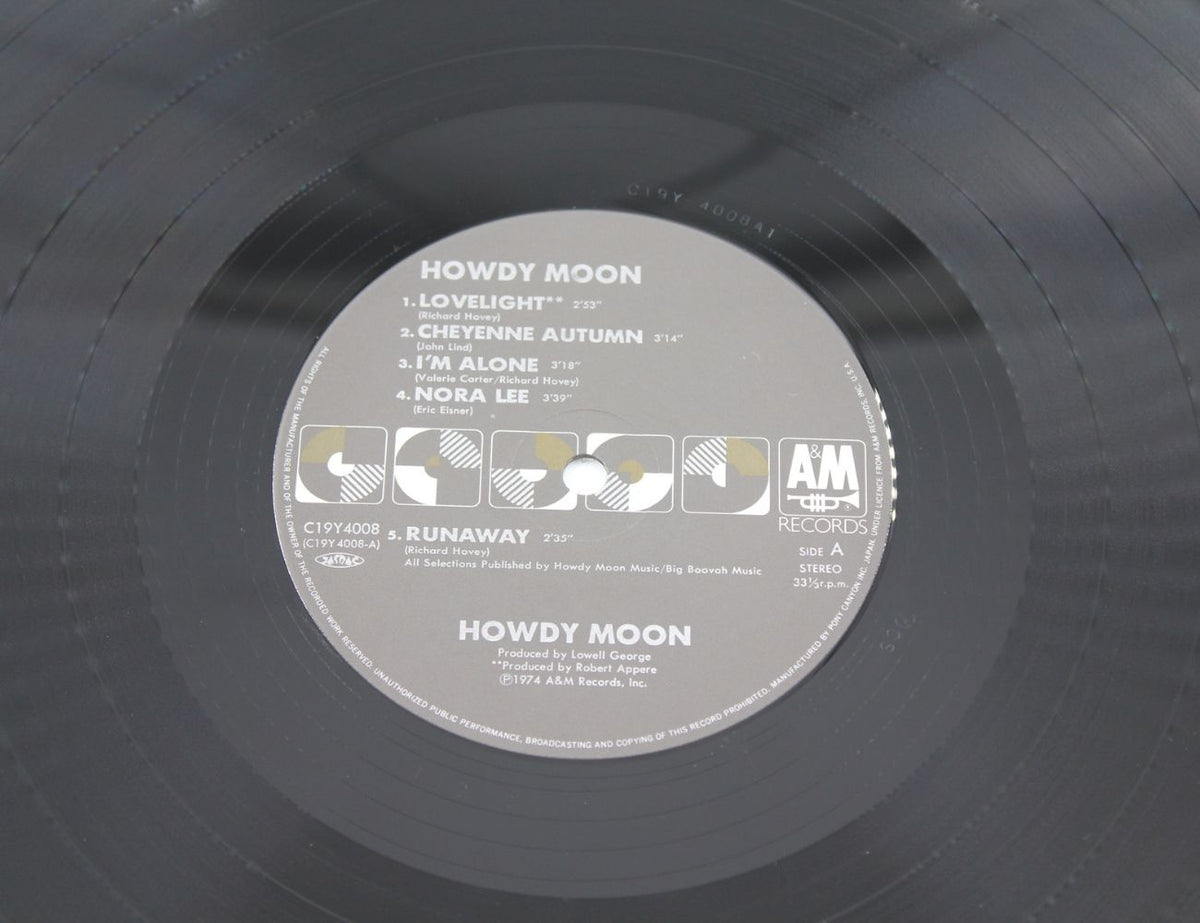 C19Y 4008A1
HOWDY MOON
1. LOVELIGHT** 2'53"
(Richard Hovey)
2. CHEYENNE AUTUMN 3'14"
(John Lind)
3. I'M ALONE 3'18"
(Valerie Carter/Richard Hovey)
4. NORA LEE 3'39"
(Eric Eisner)
A&M
RECORDS
C19Y4008
(C19Y4008-A)
JASRAC
5. RUNAWAY 2'35"
(Richard Hovey)
All Selections Published by Howdy Moon Music/Big Boovah Music
SIDE A
STEREO
33⅓r.p.m.
HOWDY MOON
Produced by Lowell George
**Produced by Robert Appere
Ⓟ1974 A&M Records, Inc.
ALL RIGHTS OF THE MANUFACTURER AND OF THE OWNER OF THE RECORDED WORK RESERVED. UNAUTHORIZED PUBLIC PERFORMANCE, BROADCASTING AND COPYING OF THIS RECORD PROHIBITED. MANUFACTURED BY PONY CANYON INC. JAPAN. UNDER LICENCE FROM A&M RECORDS, INC. U.S.A.